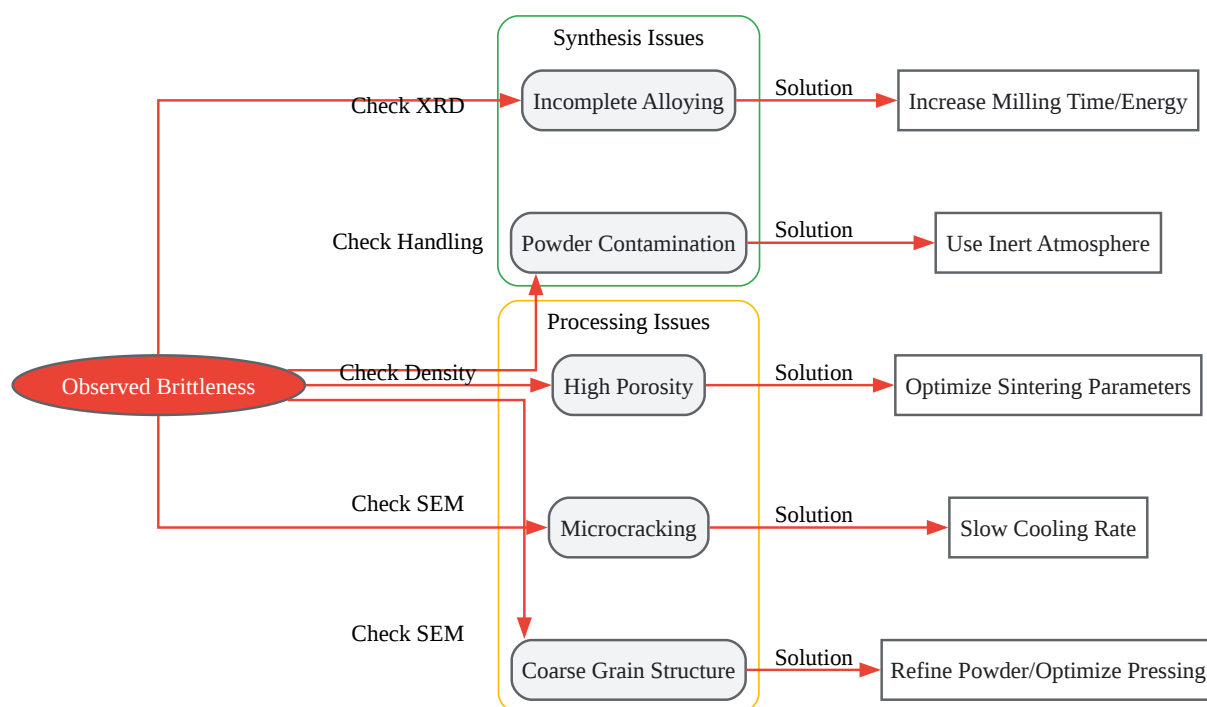 Synthesis Issues
Check XRD
Incomplete Alloying
Solution
Increase Milling Time/Energy
Check Handling
Powder Contamination
Solution
Use Inert Atmosphere
Processing Issues
Observed Brittleness
Check Density
High Porosity
Solution
Optimize Sintering Parameters
Check SEM
Microcracking
Solution
Slow Cooling Rate
Check SEM
Coarse Grain Structure
Solution
Refine Powder/Optimize Pressing